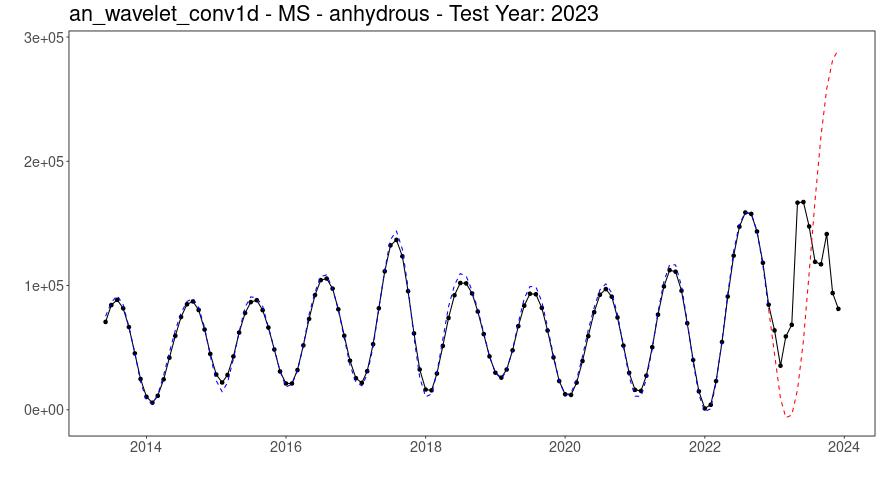 an_wavelet_conv1d - MS - anhydrous - Test Year: 2023
3e+05
2e+05
1e+05
0e+00
2014 2016 2018 2020 2022 2024